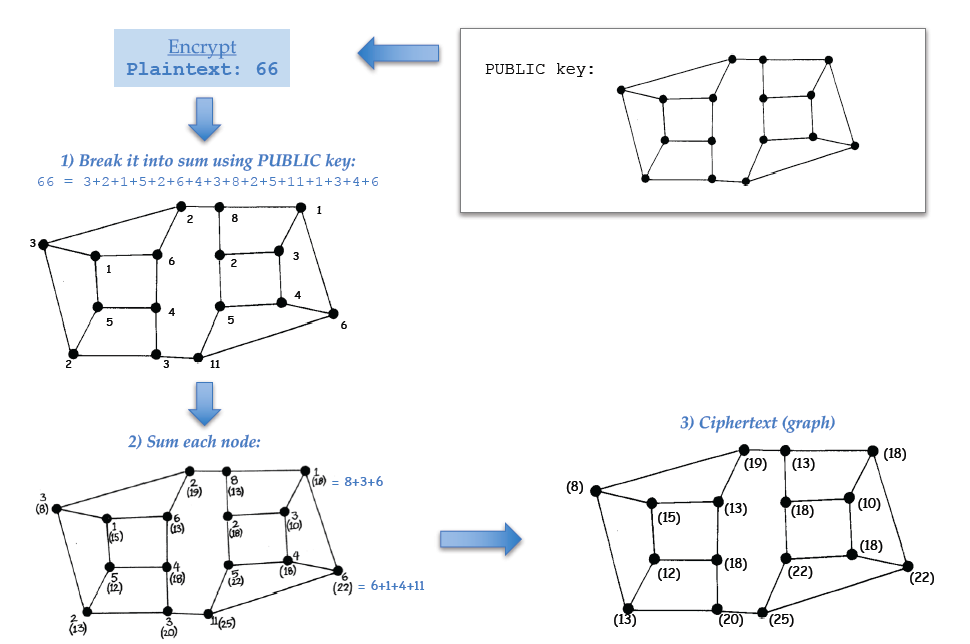 Encrypt
Plaintext: 66
PUBLIC key:
1) Break it into sum using PUBLIC key:
66 = 3+2+1+5+2+6+4+3+8+2+5+11+1+3+4+6
2 8 1
3
1 6 2 3
5 4 5 4
6
2 3 11
2) Sum each node:
3) Ciphertext (graph)
2 8 1
(19) (13) (18) = 8+3+6
3
(8)
1 6 2 3
(15) (13) (18) (10)
5 4 5 4
(12) (18) (12) (18)
6
(22) = 6+1+4+11
2 3 11(25)
(13) (20)
(19) (13) (18)
(8)
(15) (13) (18) (10)
(12) (18) (22) (18)
(22)
(13) (20) (25)